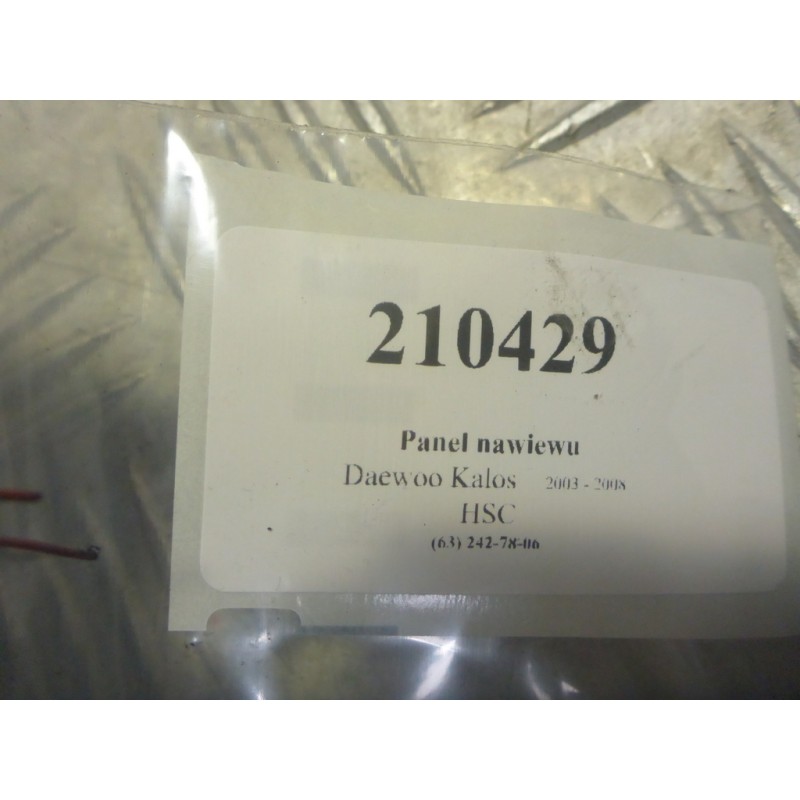 210429
Panel nawiewu
Daewoo Kalos 2003 - 2008
HSC
(63) 242-78-06